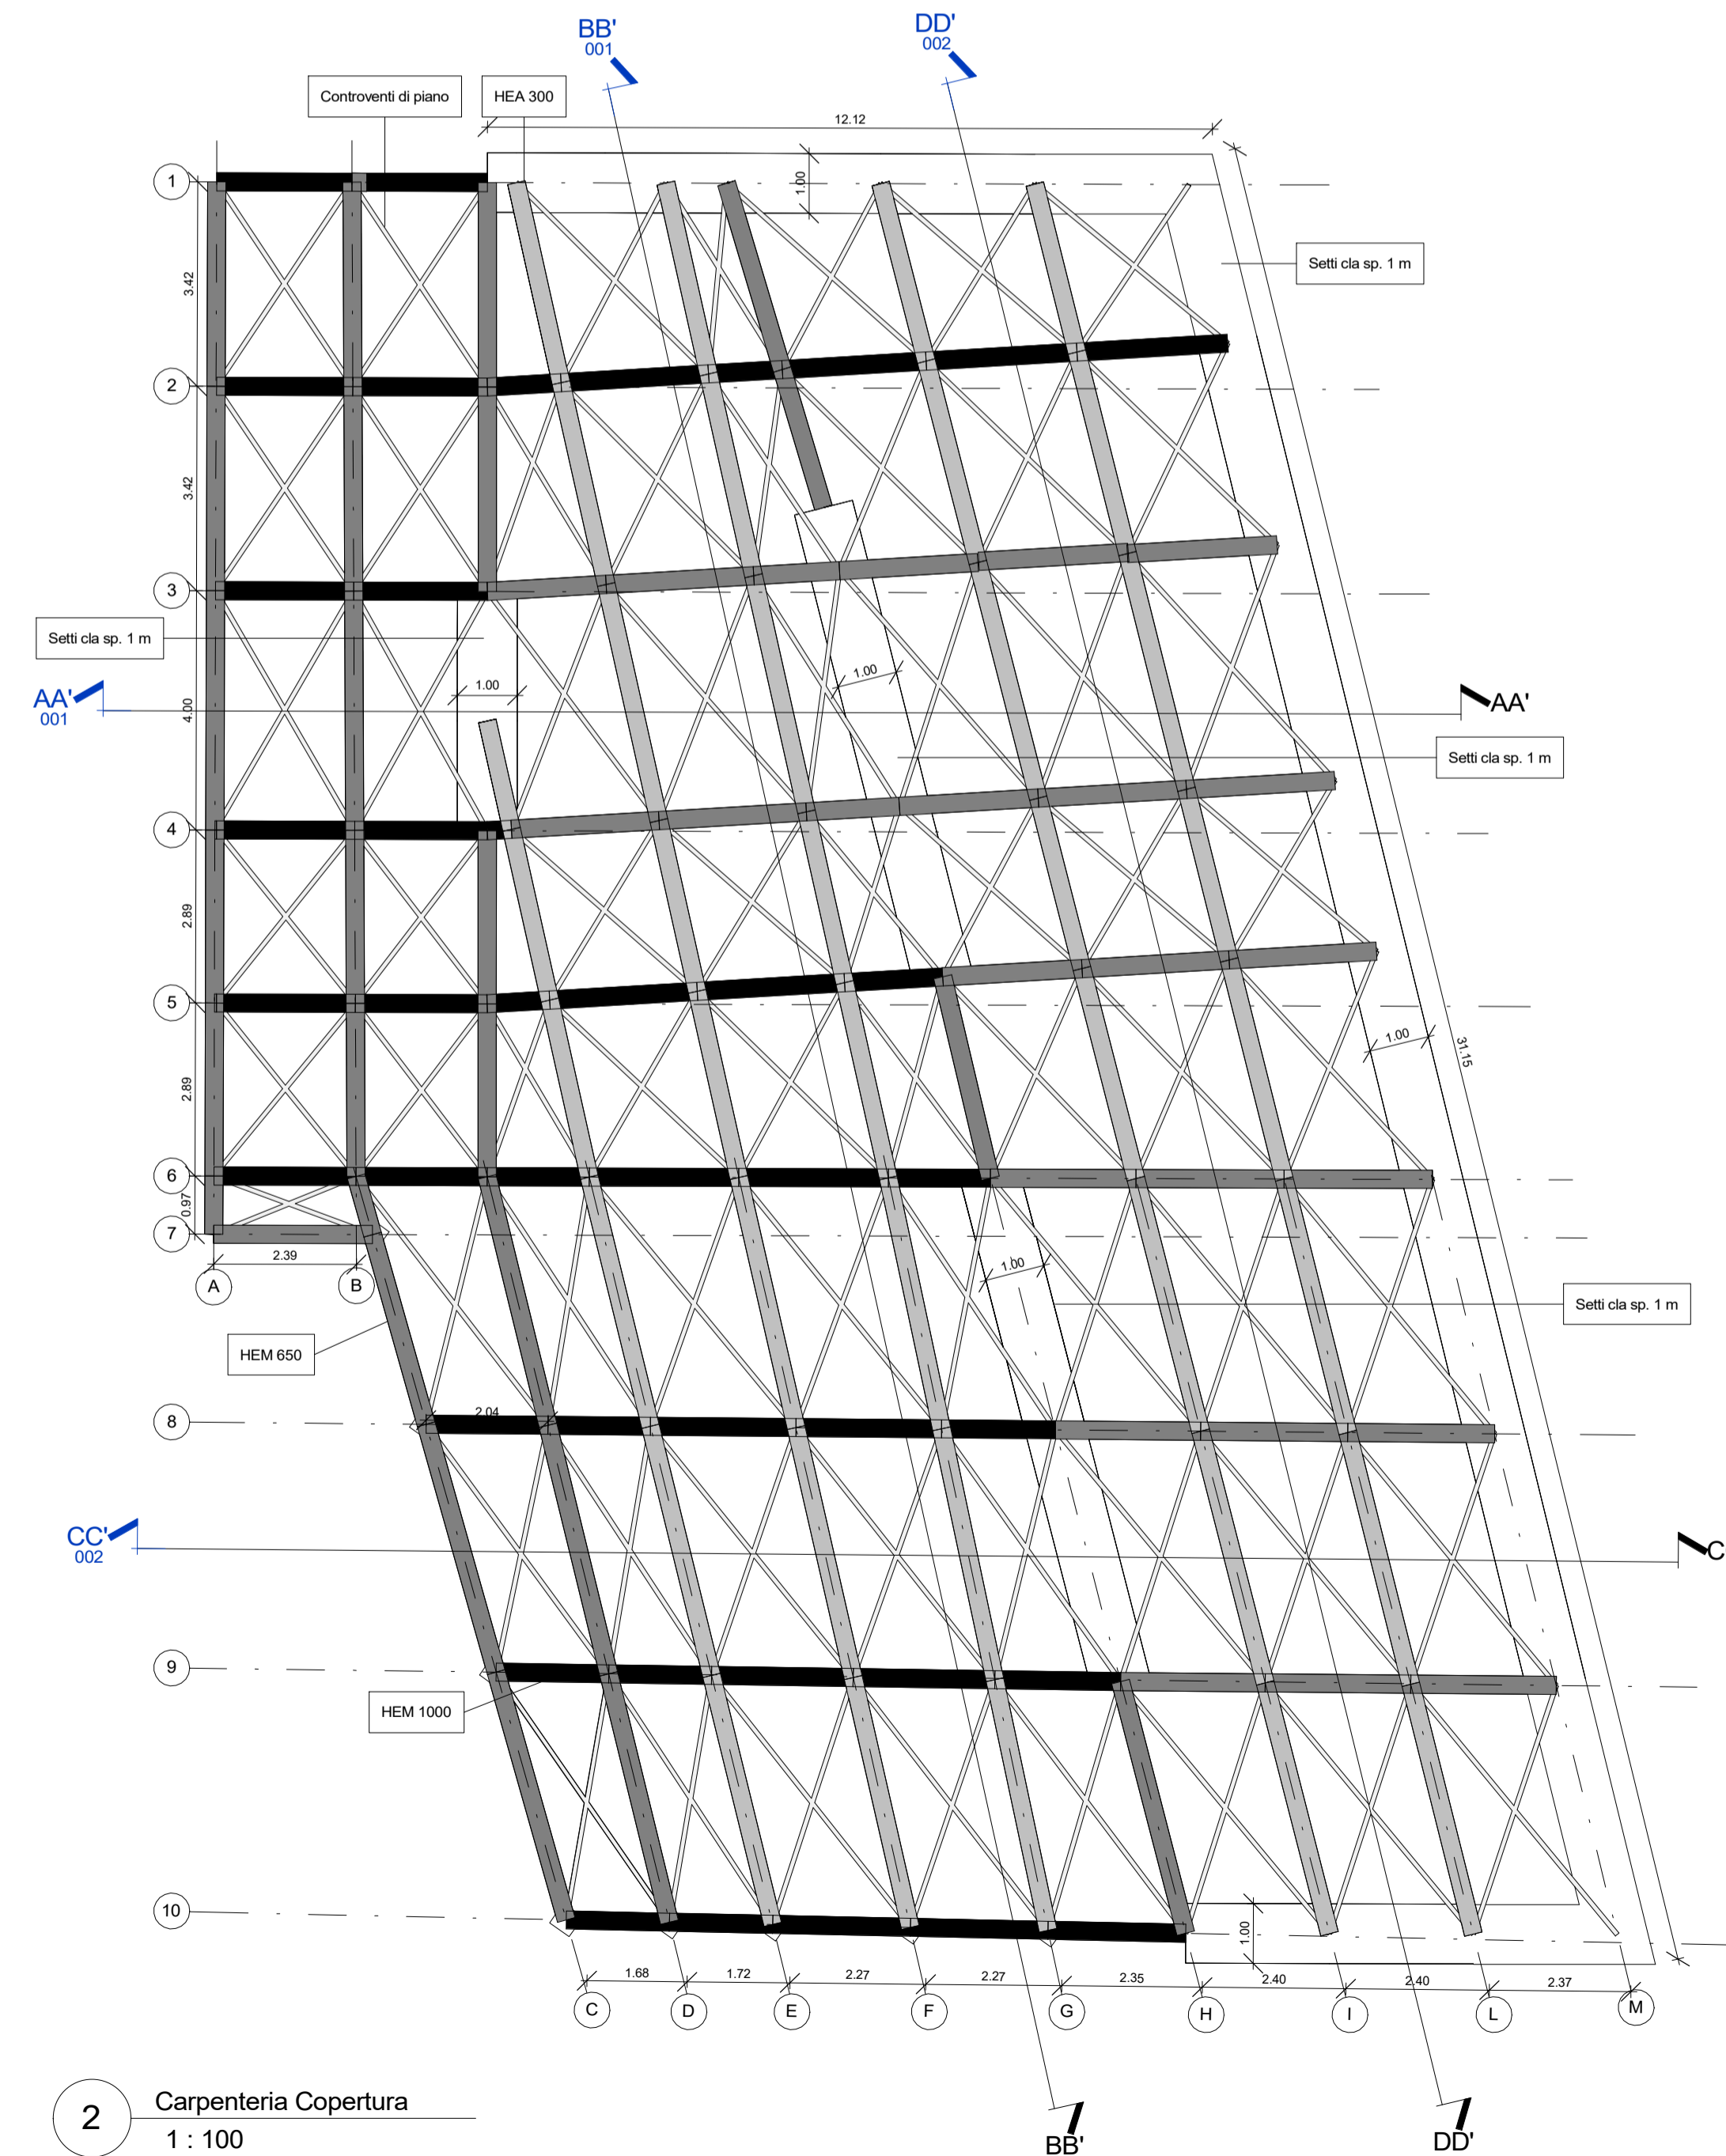 BB'
001
DD'
002
Controventi di piano
HEA 300
12.12
1
1.00
Setti cla sp. 1 m
3.42
2
3.42
3
Setti cla sp. 1 m
1.00
1.00
AA'
001
4.00
AA'
Setti cla sp. 1 m
4
2.89
5
1.00
31.15
2.89
6
0.97
7
2.39
A
B
1.00
Setti cla sp. 1 m
HEM 650
8
2.04
CC'
002
C
9
HEM 1000
10
1.00
1.68
1.72
2.27
2.27
2.35
2.40
2.40
2.37
C
D
E
F
G
H
I
L
M
2
Carpenteria Copertura
1 : 100
BB'
DD'